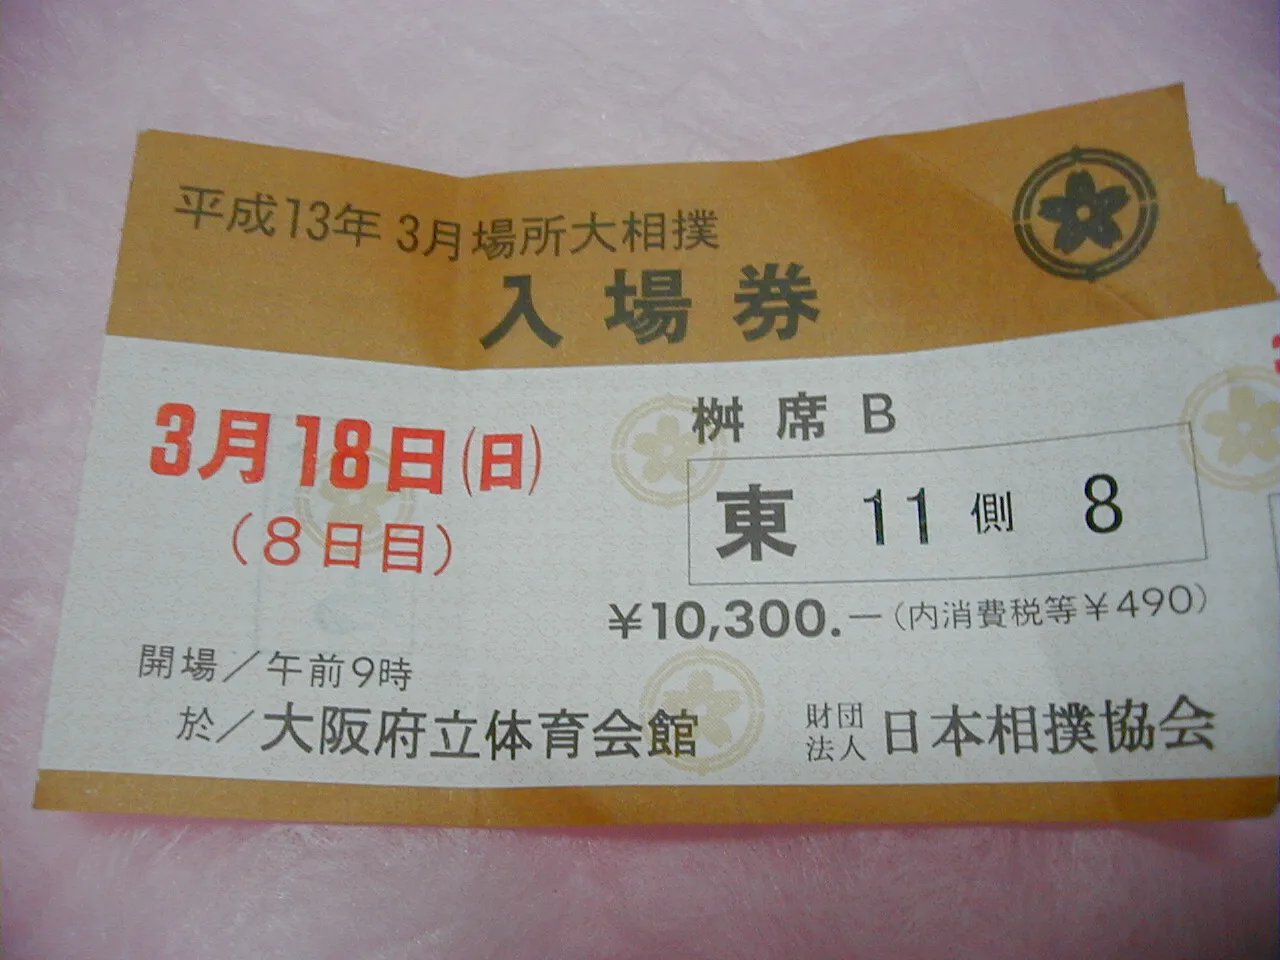 平成13年 3月場所大相撲
入場券
3月18日(日)
(8日目)
桝席B
東 11 側 8
￥10,300.－(内消費税等￥490)
開場／午前9時
於／大阪府立体育会館
財団法人 日本相撲協会